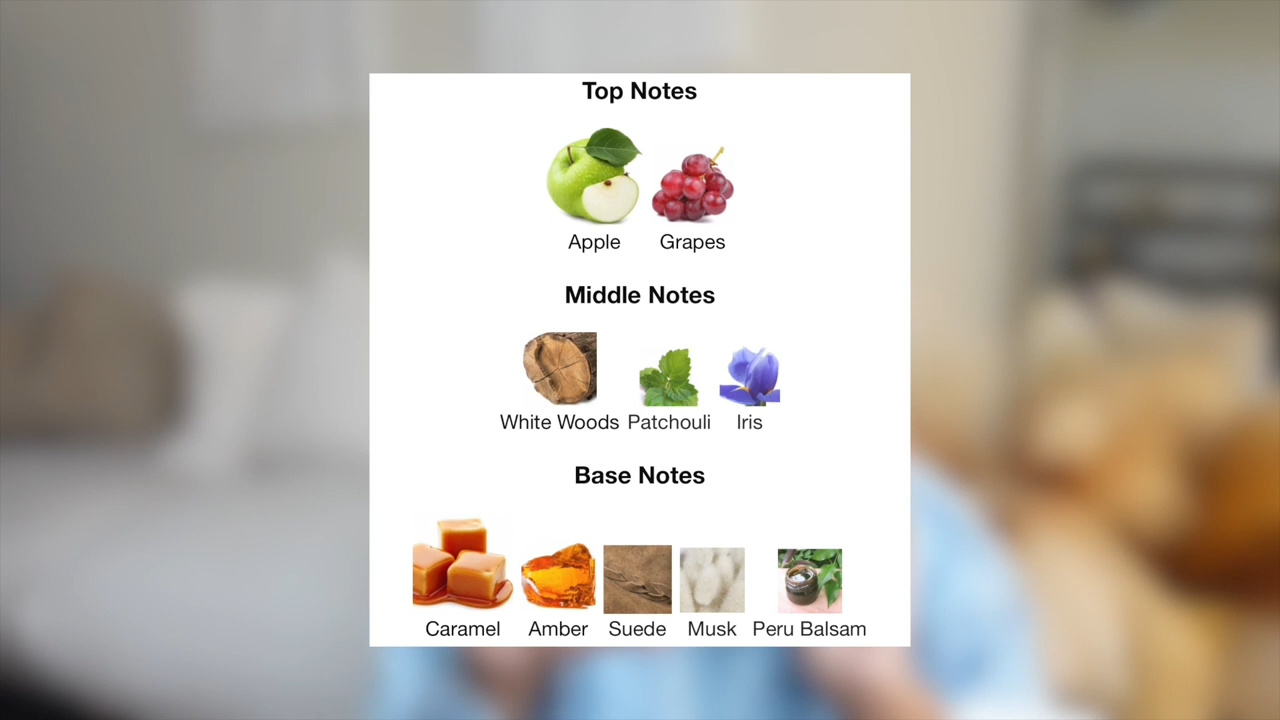 Top Notes
Apple Grapes
Middle Notes
White Woods Patchouli Iris
Base Notes
Caramel Amber Suede Musk Peru Balsam